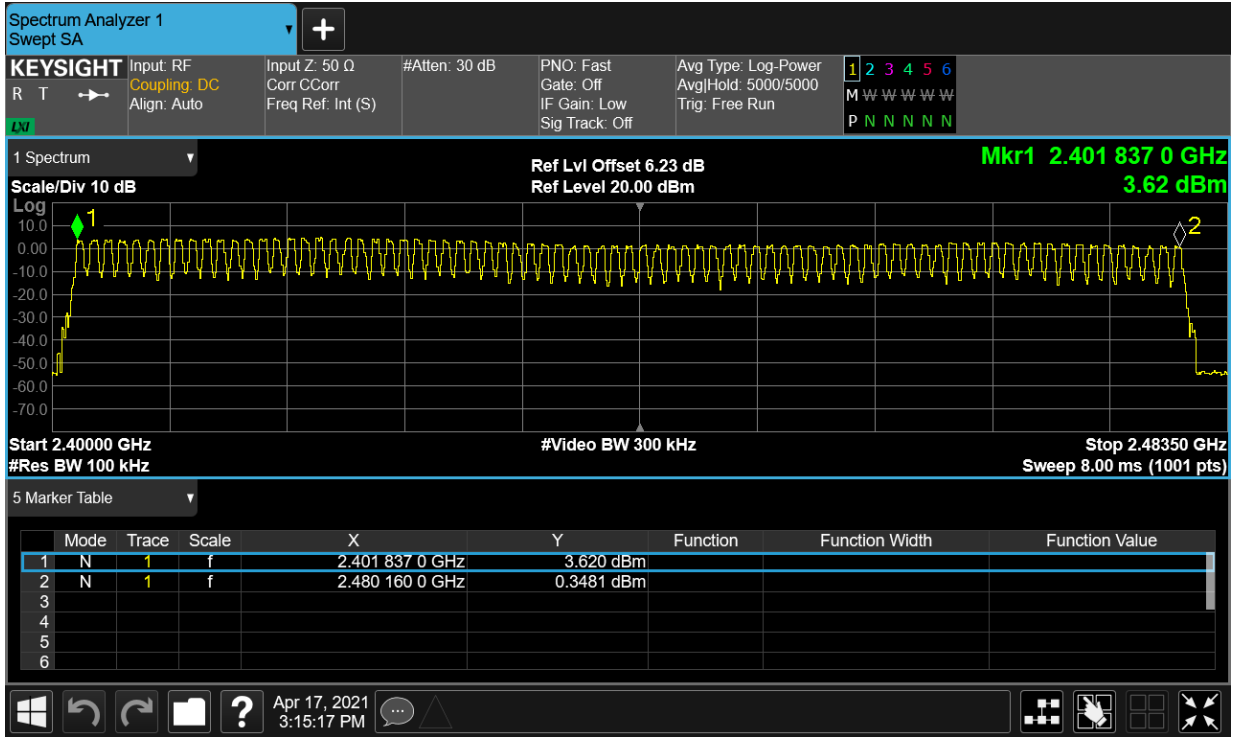 Spectrum Analyzer 1
Swept SA
KEYSIGHT
R T
LXI
Input: RF
Coupling: DC
Align: Auto
Input Z: 50 Ω
Corr CCorr
Freq Ref: Int (S)
#Atten: 30 dB
PNO: Fast
Gate: Off
IF Gain: Low
Sig Track: Off
Avg Type: Log-Power
Avg|Hold: 5000/5000
Trig: Free Run
1 2 3 4 5 6
M W W W W W
P N N N N N
1 Spectrum
Scale/Div 10 dB
Ref Lvl Offset 6.23 dB
Ref Level 20.00 dBm
Mkr1 2.401 837 0 GHz
3.62 dBm
Log
10.0
0.00
-10.0
-20.0
-30.0
-40.0
-50.0
-60.0
-70.0
1
2
Start 2.40000 GHz
#Res BW 100 kHz
#Video BW 300 kHz
Stop 2.48350 GHz
Sweep 8.00 ms (1001 pts)
5 Marker Table
Mode Trace Scale X Y Function Function Width Function Value
1 N 1 f 2.401 837 0 GHz 3.620 dBm
2 N 1 f 2.480 160 0 GHz 0.3481 dBm
3
4
5
6
?
Apr 17, 2021
3:15:17 PM